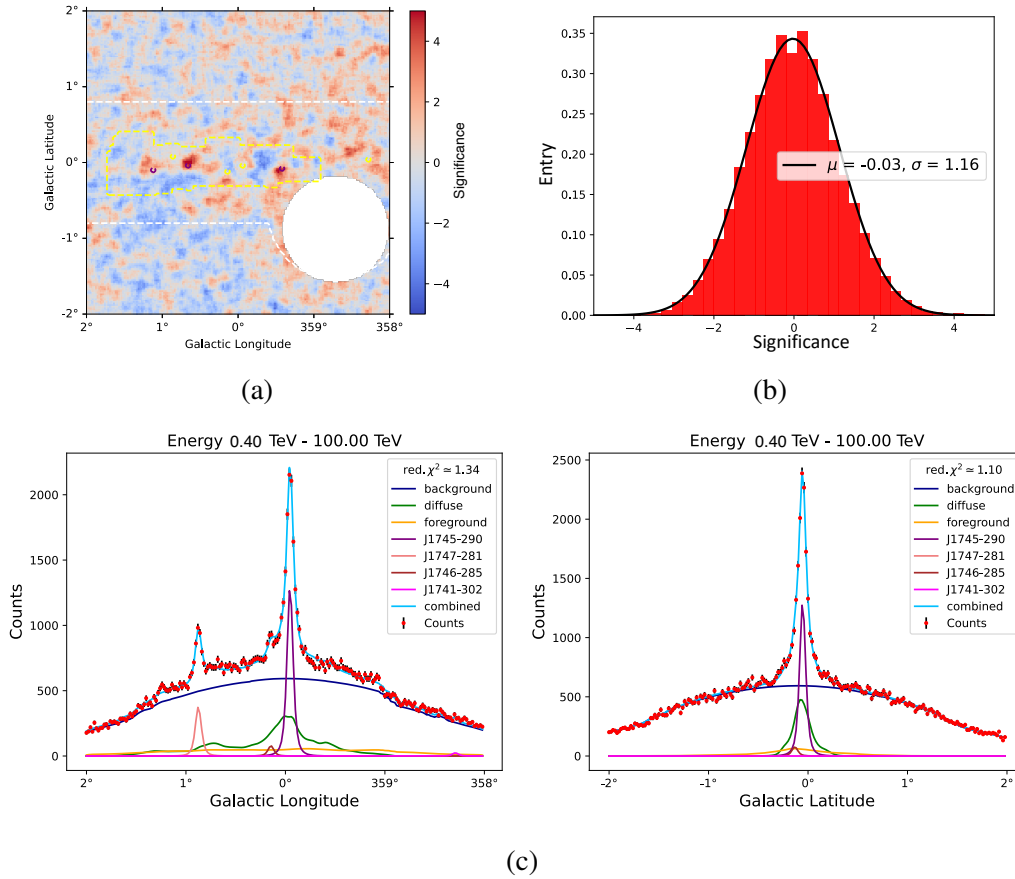 2°
1°
0°
-1°
-2°
Galactic Latitude
2°
1°
0°
359°
358°
Galactic Longitude
4
2
0
−2
−4
Significance
(a)
0.35
0.30
0.25
0.20
0.15
0.10
0.05
0.00
Entry
μ = -0.03, σ = 1.16
−4
−2
0
2
4
Significance
(b)
Energy 0.40 TeV - 100.00 TeV
2000
1500
1000
500
0
Counts
red.χ² ≃ 1.34
background
diffuse
foreground
J1745-290
J1747-281
J1746-285
J1741-302
combined
Counts
2°
1°
0°
359°
358°
Galactic Longitude
Energy 0.40 TeV - 100.00 TeV
2500
2000
1500
1000
500
0
Counts
red.χ² ≃ 1.10
background
diffuse
foreground
J1745-290
J1747-281
J1746-285
J1741-302
combined
Counts
-2°
-1°
0°
1°
2°
Galactic Latitude
(c)